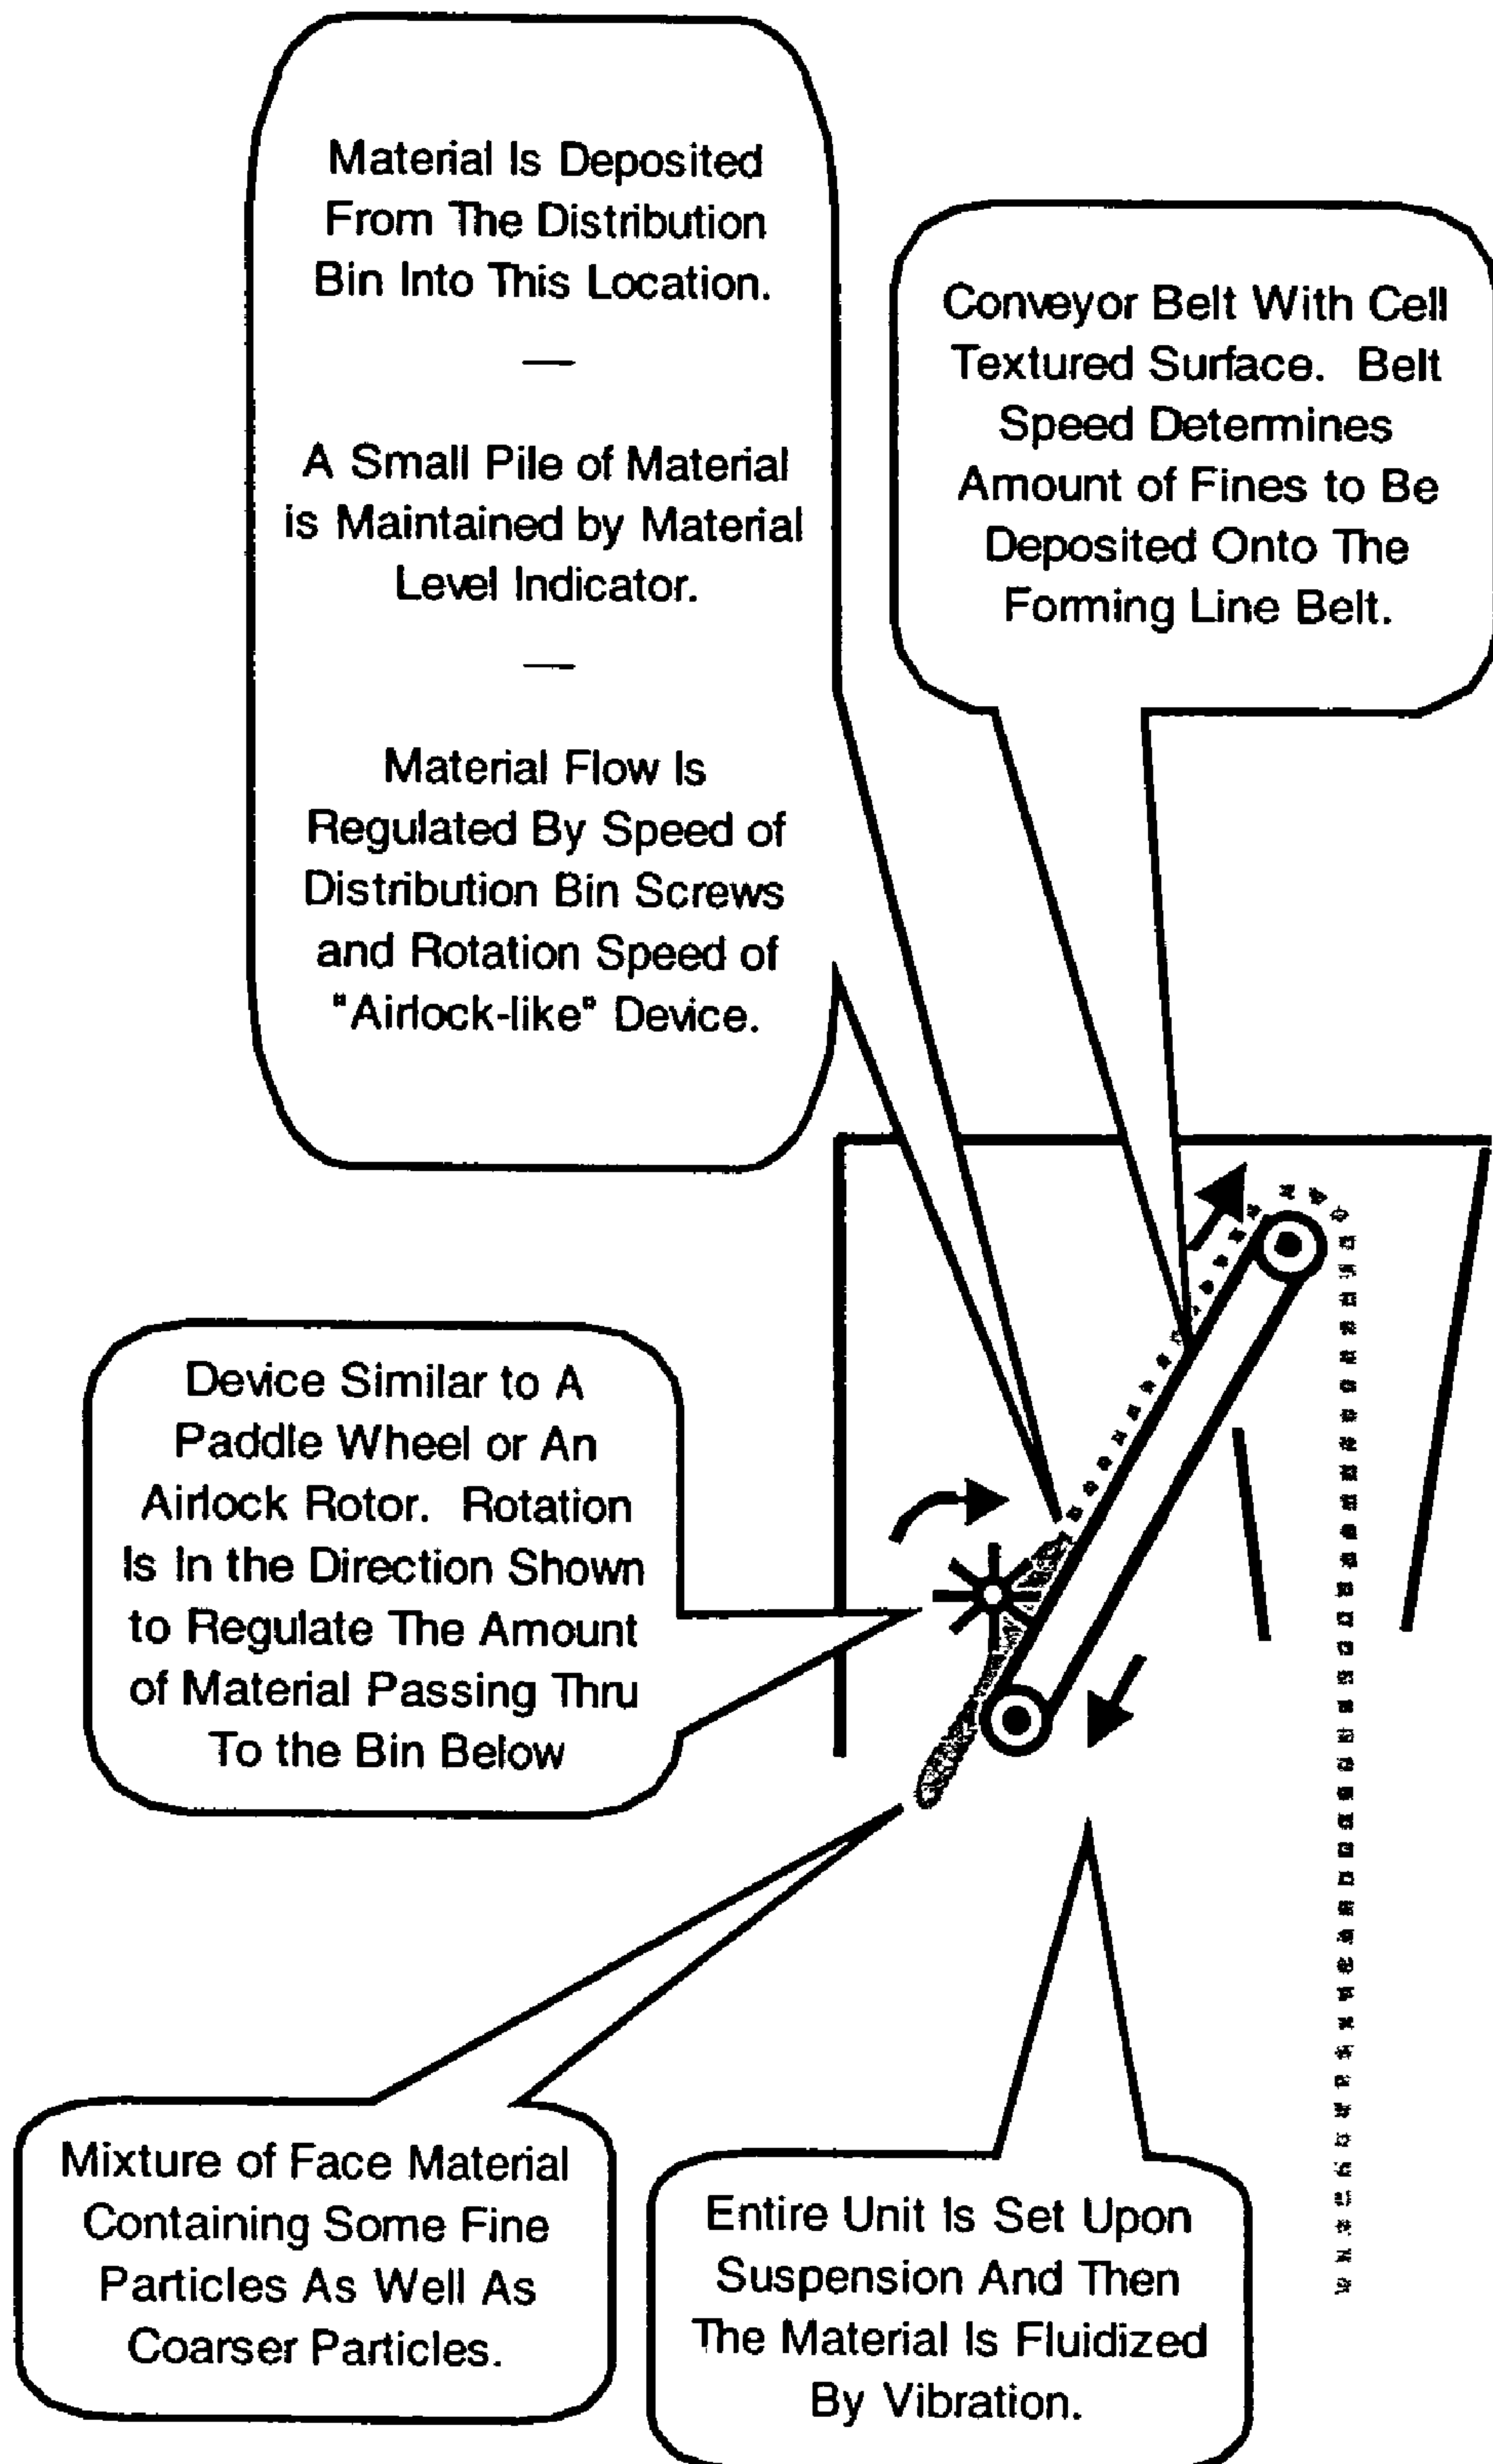 Material Is Deposited
From The Distribution
Bin Into This Location.
—
A Small Pile of Material
is Maintained by Material
Level Indicator.
—
Material Flow Is
Regulated By Speed of
Distribution Bin Screws
and Rotation Speed of
"Airlock-like" Device.
Conveyor Belt With Cell
Textured Surface. Belt
Speed Determines
Amount of Fines to Be
Deposited Onto The
Forming Line Belt.
Device Similar to A
Paddle Wheel or An
Airlock Rotor. Rotation
Is In the Direction Shown
to Regulate The Amount
of Material Passing Thru
To the Bin Below
Mixture of Face Material
Containing Some Fine
Particles As Well As
Coarser Particles.
Entire Unit Is Set Upon
Suspension And Then
The Material Is Fluidized
By Vibration.